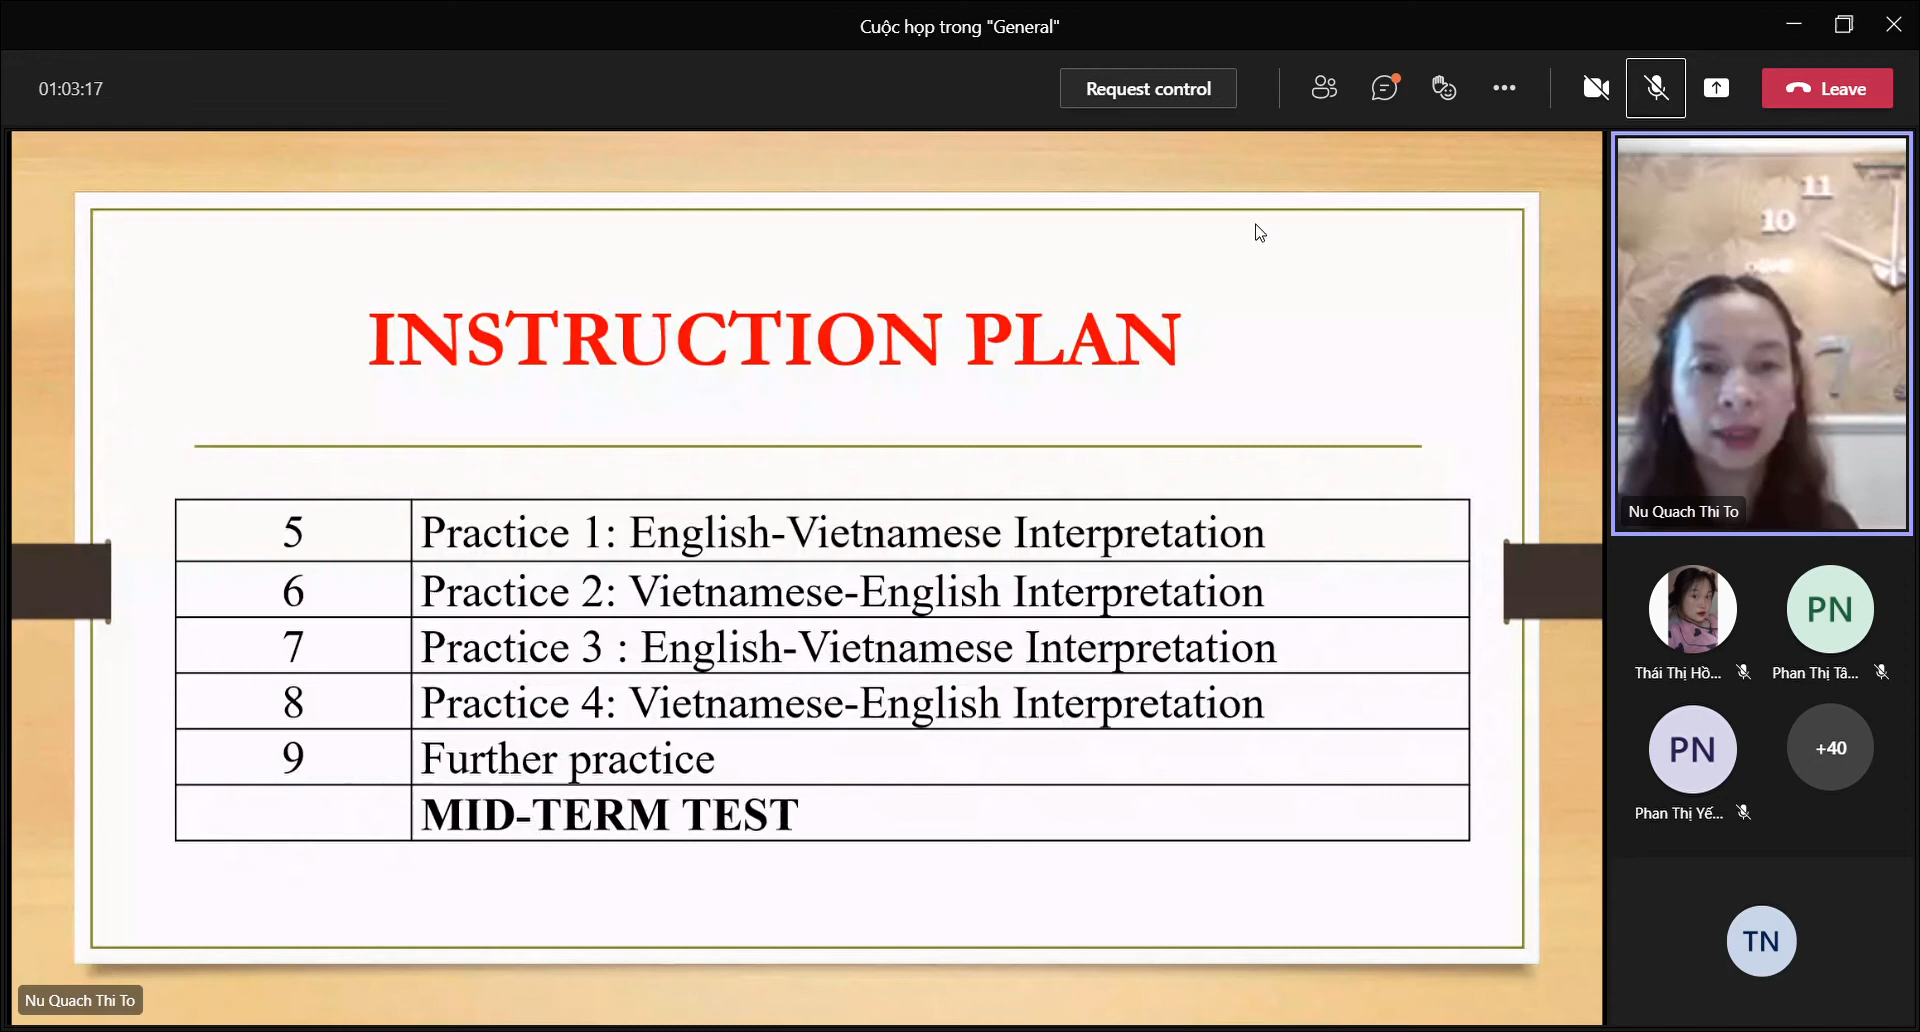 Cuộc họp trong "General"
01:03:17
Request control
Leave
INSTRUCTION PLAN
5 Practice 1: English-Vietnamese Interpretation
6 Practice 2: Vietnamese-English Interpretation
7 Practice 3 : English-Vietnamese Interpretation
8 Practice 4: Vietnamese-English Interpretation
9 Further practice
MID-TERM TEST
Nu Quach Thi To
11
10
7
Nu Quach Thi To
PN
Thái Thị Hồ... Phan Thị Tâ...
PN +40
Phan Thị Yế...
TN